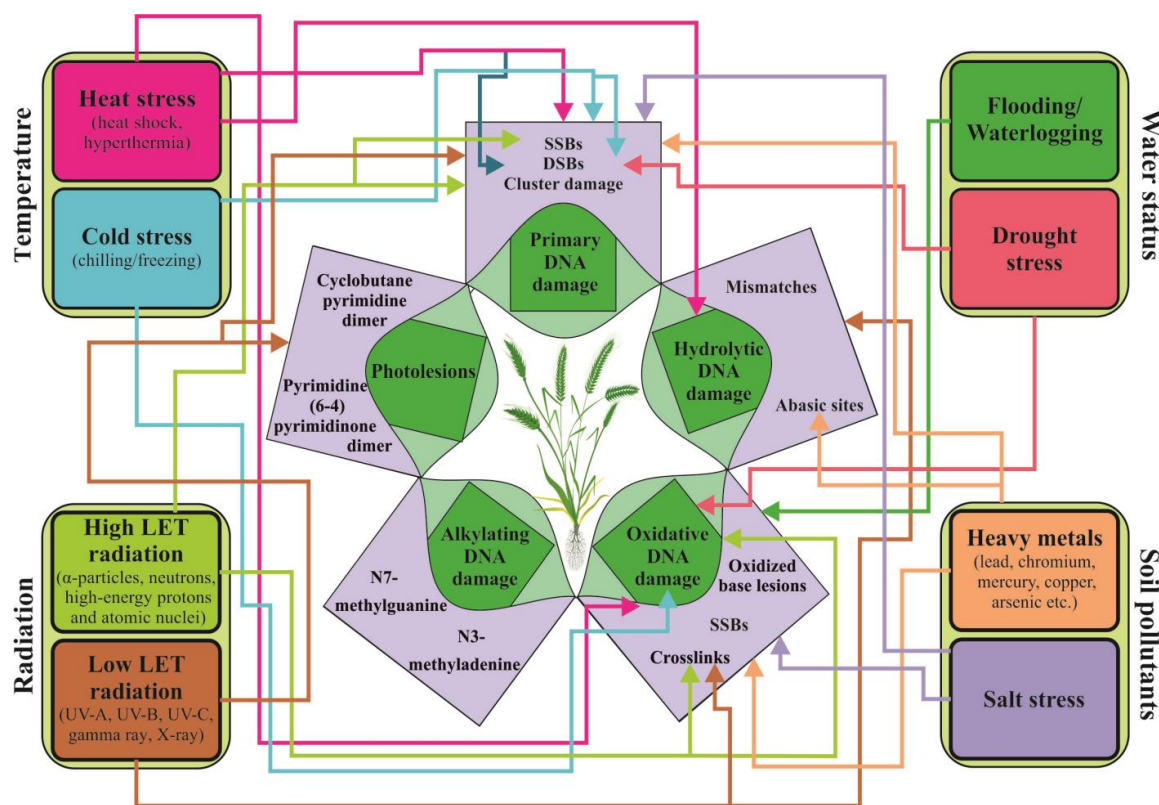 Temperature
Heat stress
(heat shock,
hyperthermia)
Cold stress
(chilling/freezing)
Radiation
High LET
radiation
(α-particles, neutrons,
high-energy protons
and atomic nuclei)
Low LET
radiation
(UV-A, UV-B, UV-C,
gamma ray, X-ray)
SSBs
DSBs
Cluster damage
Primary
DNA
damage
Cyclobutane
pyrimidine
dimer
Photolesions
Pyrimidine
(6-4)
pyrimidinone
dimer
Mismatches
Hydrolytic
DNA
damage
Abasic sites
Alkylating
DNA
damage
N7-
methylguanine
N3-
methyladenine
Oxidative
DNA
damage
Oxidized
base lesions
SSBs
Crosslinks
Water status
Flooding/
Waterlogging
Drought
stress
Soil pollutants
Heavy metals
(lead, chromium,
mercury, copper,
arsenic etc.)
Salt stress